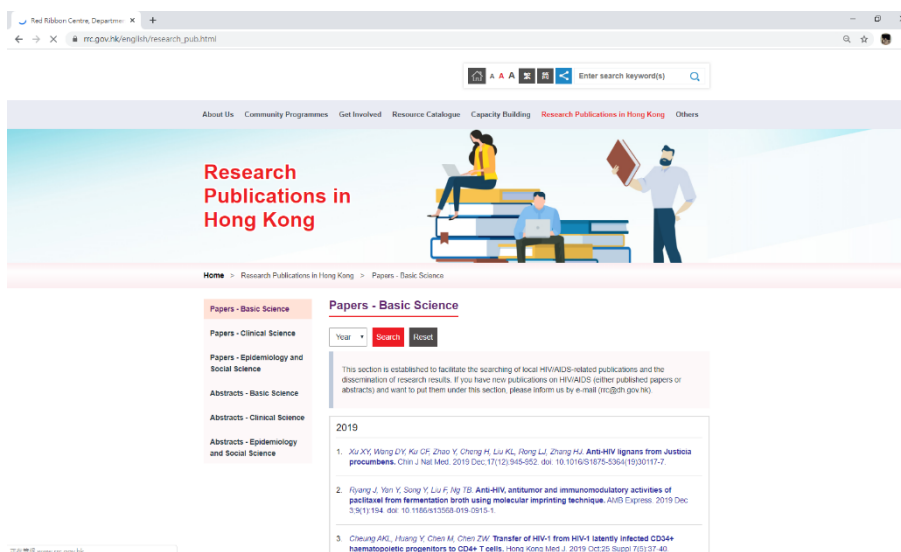 Red Ribbon Centre, Departmen
rrc.gov.hk/english/research_pub.html
A A A 繁 簡 Enter search keyword(s)
About Us Community Programmes Get Involved Resource Catalogue Capacity Building Research Publications in Hong Kong Others
Research
Publications in
Hong Kong
Home > Research Publications in Hong Kong > Papers - Basic Science
Papers - Basic Science
Papers - Clinical Science
Papers - Epidemiology and
Social Science
Abstracts - Basic Science
Abstracts - Clinical Science
Abstracts - Epidemiology
and Social Science
Papers - Basic Science
Year Search Reset
This section is established to facilitate the searching of local HIV/AIDS-related publications and the
dissemination of research results. If you have new publications on HIV/AIDS (either published papers or
abstracts) and want to put them under this section, please inform us by e-mail (rrc@dh.gov.hk).
2019
1. Xu XY, Wang DY, Ku CF, Zhao Y, Cheng H, Liu KL, Rong LJ, Zhang HJ. Anti-HIV lignans from Justicia
procumbens. Chin J Nat Med. 2019 Dec;17(12):945-952. doi: 10.1016/S1875-5364(19)30117-7.
2. Ryang J, Yan Y, Song Y, Liu F, Ng TB. Anti-HIV, antitumor and immunomodulatory activities of
paclitaxel from fermentation broth using molecular imprinting technique. AMB Express. 2019 Dec
3;9(1):194. doi: 10.1186/s13568-019-0915-1.
3. Cheung AKL, Huang Y, Chen M, Chen ZW. Transfer of HIV-1 from HIV-1 latently infected CD34+
haematopoietic progenitors to CD4+ T cells. Hong Kong Med J. 2019 Oct;25 Suppl 7(5):37-40.